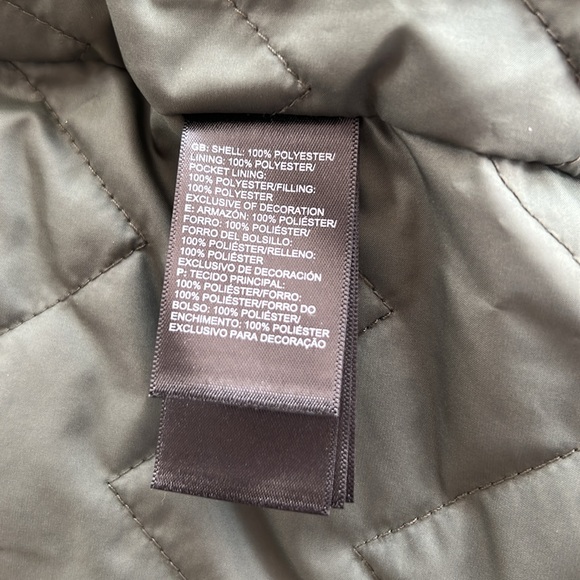 GB: SHELL: 100% POLYESTER/
LINING: 100% POLYESTER/
POCKET LINING:
100% POLYESTER/FILLING:
100% POLYESTER
EXCLUSIVE OF DECORATION
E: ARMAZÓN: 100% POLIÉSTER/
FORRO: 100% POLIÉSTER/
FORRO DEL BOLSILLO:
100% POLIÉSTER/RELLENO:
100% POLIÉSTER
EXCLUSIVO DE DECORACIÓN
P: TECIDO PRINCIPAL:
100% POLIÉSTER/FORRO:
100% POLIÉSTER/FORRO DO
BOLSO: 100% POLIÉSTER/
ENCHIMENTO: 100% POLIÉSTER
EXCLUSIVO PARA DECORAÇÃO